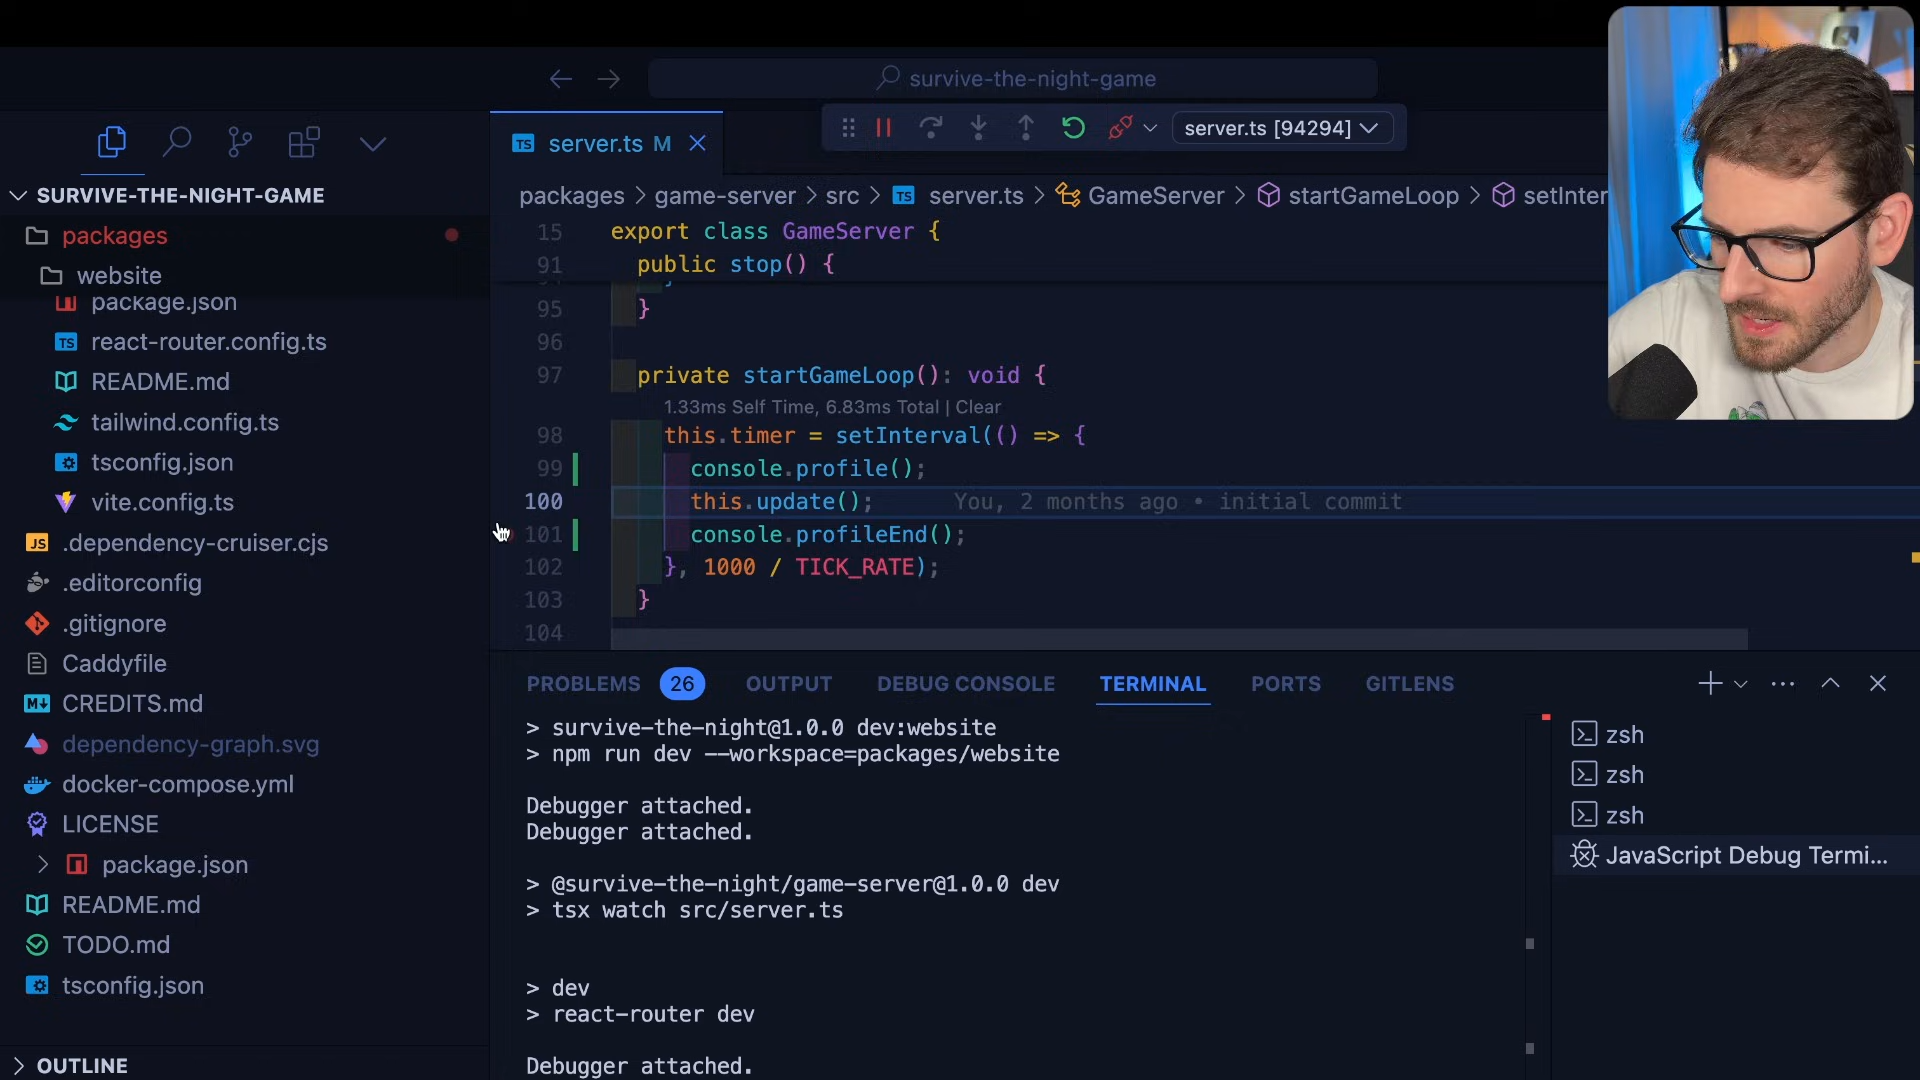 survive-the-night-game
server.ts M
server.ts [94294]
SURVIVE-THE-NIGHT-GAME
packages
website
package.json
react-router.config.ts
README.md
tailwind.config.ts
tsconfig.json
vite.config.ts
.dependency-cruiser.cjs
.editorconfig
.gitignore
Caddyfile
CREDITS.md
dependency-graph.svg
docker-compose.yml
LICENSE
package.json
README.md
TODO.md
tsconfig.json
OUTLINE
packages > game-server > src > TS server.ts > GameServer > startGameLoop > setInter
15 export class GameServer {
91 public stop() {
95 }
96
97 private startGameLoop(): void {
1.33ms Self Time, 6.83ms Total | Clear
98 this.timer = setInterval(() => {
99 console.profile();
100 this.update(); You, 2 months ago • initial commit
101 console.profileEnd();
102 }, 1000 / TICK_RATE);
103 }
104
PROBLEMS 26 OUTPUT DEBUG CONSOLE TERMINAL PORTS GITLENS
> survive-the-night@1.0.0 dev:website
> npm run dev --workspace=packages/website
Debugger attached.
Debugger attached.
> @survive-the-night/game-server@1.0.0 dev
> tsx watch src/server.ts
> dev
> react-router dev
Debugger attached.
zsh
zsh
zsh
JavaScript Debug Termi...